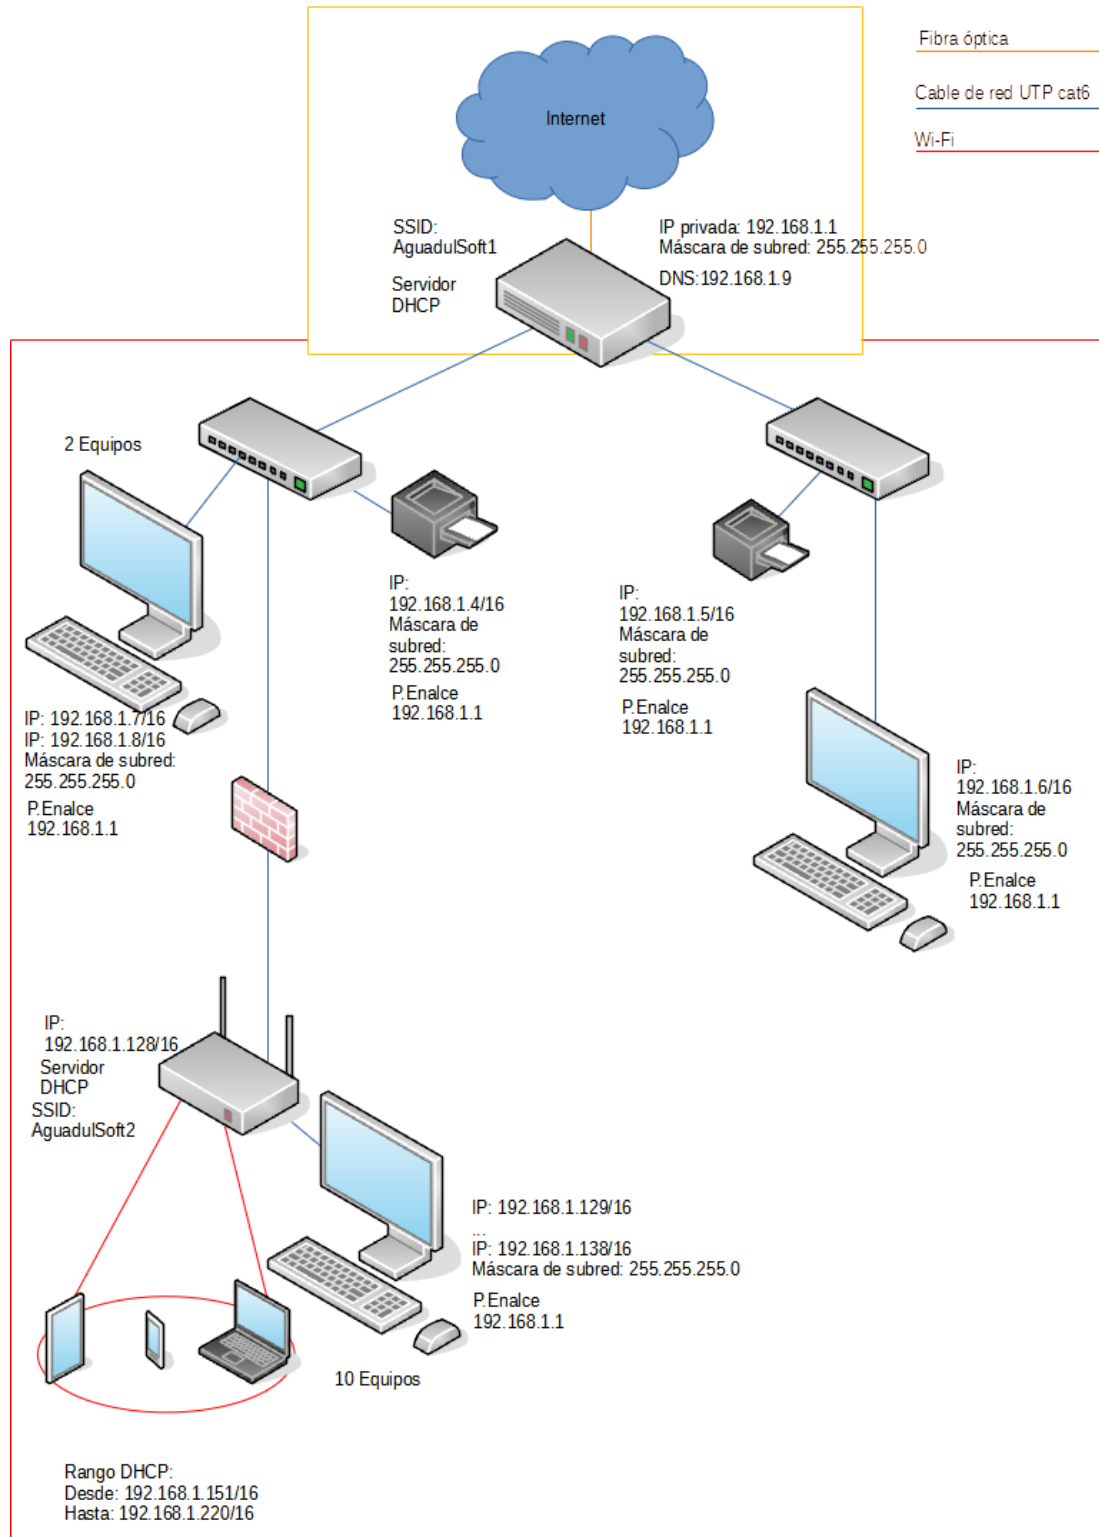 Fibra óptica
Cable de red UTP cat6
Wi-Fi
Internet
SSID:
AguadulSoft1
Servidor
DHCP
IP privada: 192.168.1.1
Máscara de subred: 255.255.255.0
DNS:192.168.1.9
2 Equipos
IP: 192.168.1.7/16
IP: 192.168.1.8/16
Máscara de subred:
255.255.255.0
P.Enalce
192.168.1.1
IP:
192.168.1.4/16
Máscara de
subred:
255.255.255.0
P.Enalce
192.168.1.1
IP:
192.168.1.5/16
Máscara de
subred:
255.255.255.0
P.Enalce
192.168.1.1
IP:
192.168.1.6/16
Máscara de
subred:
255.255.255.0
P.Enalce
192.168.1.1
IP:
192.168.1.128/16
Servidor
DHCP
SSID:
AguadulSoft2
IP: 192.168.1.129/16
...
IP: 192.168.1.138/16
Máscara de subred: 255.255.255.0
P.Enalce
192.168.1.1
10 Equipos
Rango DHCP:
Desde: 192.168.1.151/16
Hasta: 192.168.1.220/16